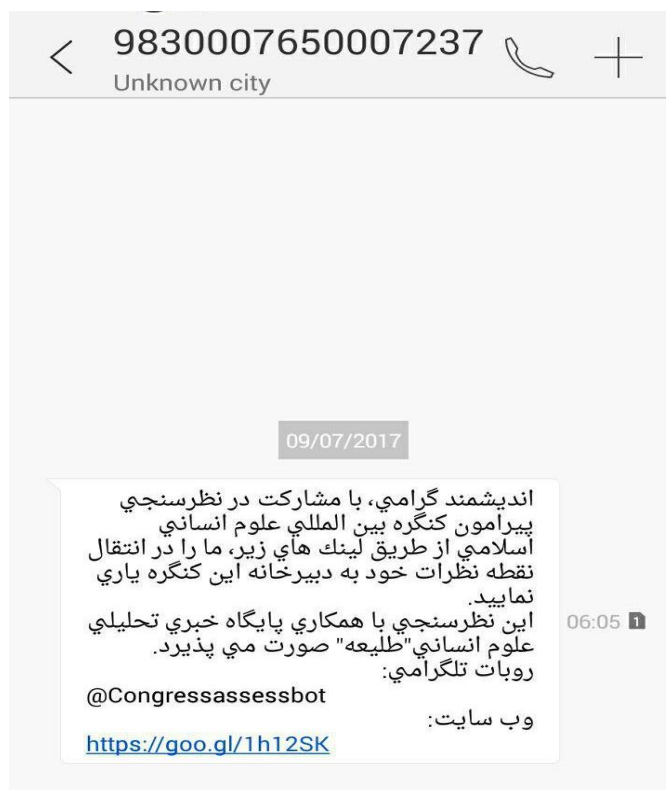 9830007650007237
Unknown city
09/07/2017
انديشمند گرامي، با مشاركت در نظرسنجي
پيرامون كنگره بين المللي علوم انساني
اسلامي از طريق لينك هاي زير، ما را در انتقال
نقطه نظرات خود به دبيرخانه اين كنگره ياري
نماييد.
اين نظرسنجي با همكاري پايگاه خبري تحليلي
علوم انساني"طليعه" صورت مي پذيرد.
روبات تلگرامي:
@Congressassessbot
وب سايت:
https://goo.gl/1h12SK
06:05 1